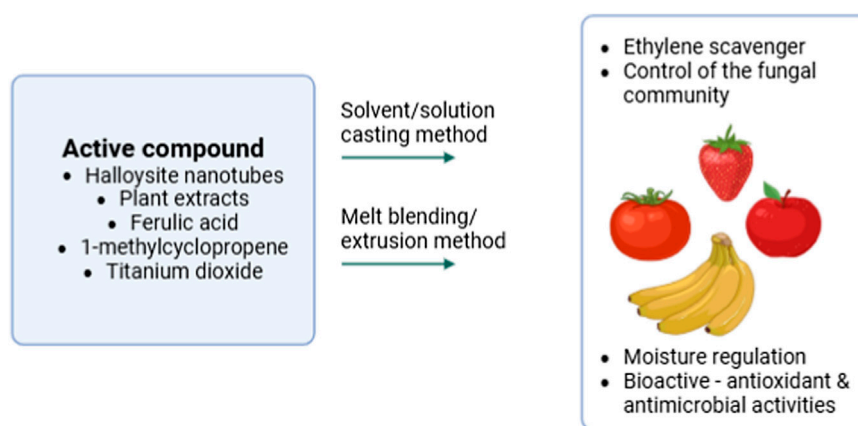 Active compound
• Halloysite nanotubes
• Plant extracts
• Ferulic acid
• 1-methylcyclopropene
• Titanium dioxide
Solvent/solution
casting method
Melt blending/
extrusion method
• Ethylene scavenger
• Control of the fungal
community
• Moisture regulation
• Bioactive - antioxidant &
antimicrobial activities